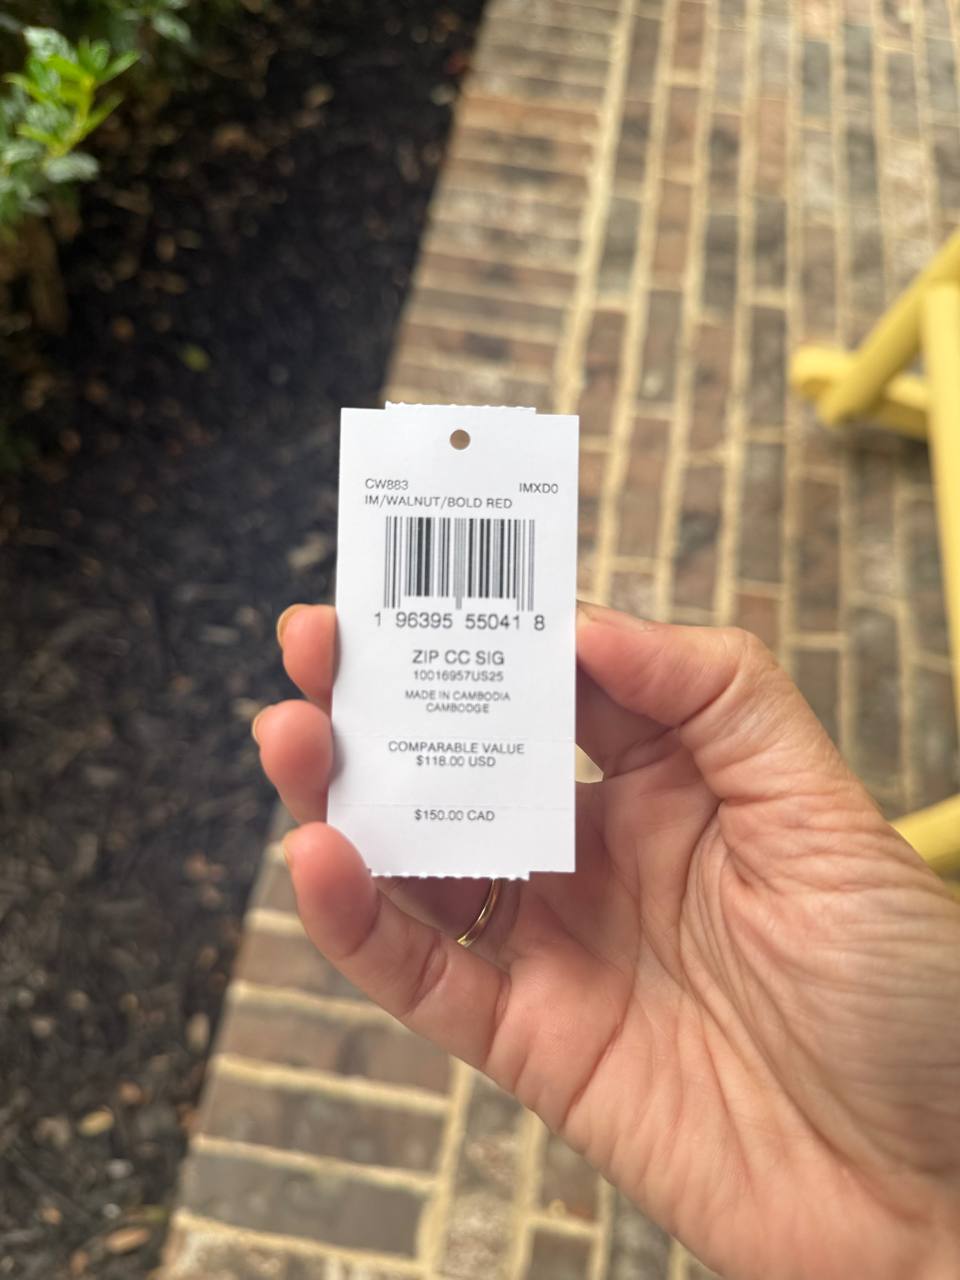 CW883 IMXD0
IM/WALNUT/BOLD RED
1 96395 55041 8
ZIP CC SIG
10016957US25
MADE IN CAMBODIA
CAMBODGE
COMPARABLE VALUE
$118.00 USD
$150.00 CAD